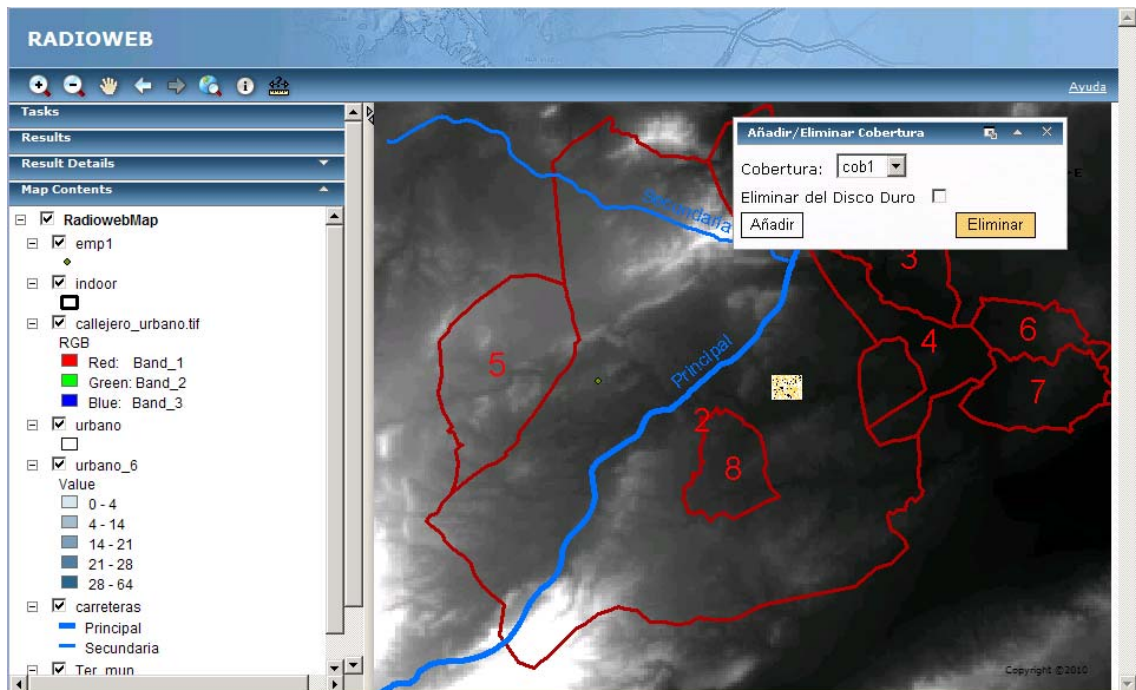 RADIOWEB
Ayuda
Tasks
Results
Result Details
Map Contents
RadiowebMap
emp1
indoor
callejero_urbano.tif
RGB
Red: Band_1
Green: Band_2
Blue: Band_3
urbano
urbano_6
Value
0 - 4
4 - 14
14 - 21
21 - 28
28 - 64
carreteras
Principal
Secundaria
Ter_mun
Añadir/Eliminar Cobertura
Cobertura: cob1
Eliminar del Disco Duro
Añadir Eliminar
Secundaria
E
3
4
6
5
Principal
7
2
8
Copyright ©2010